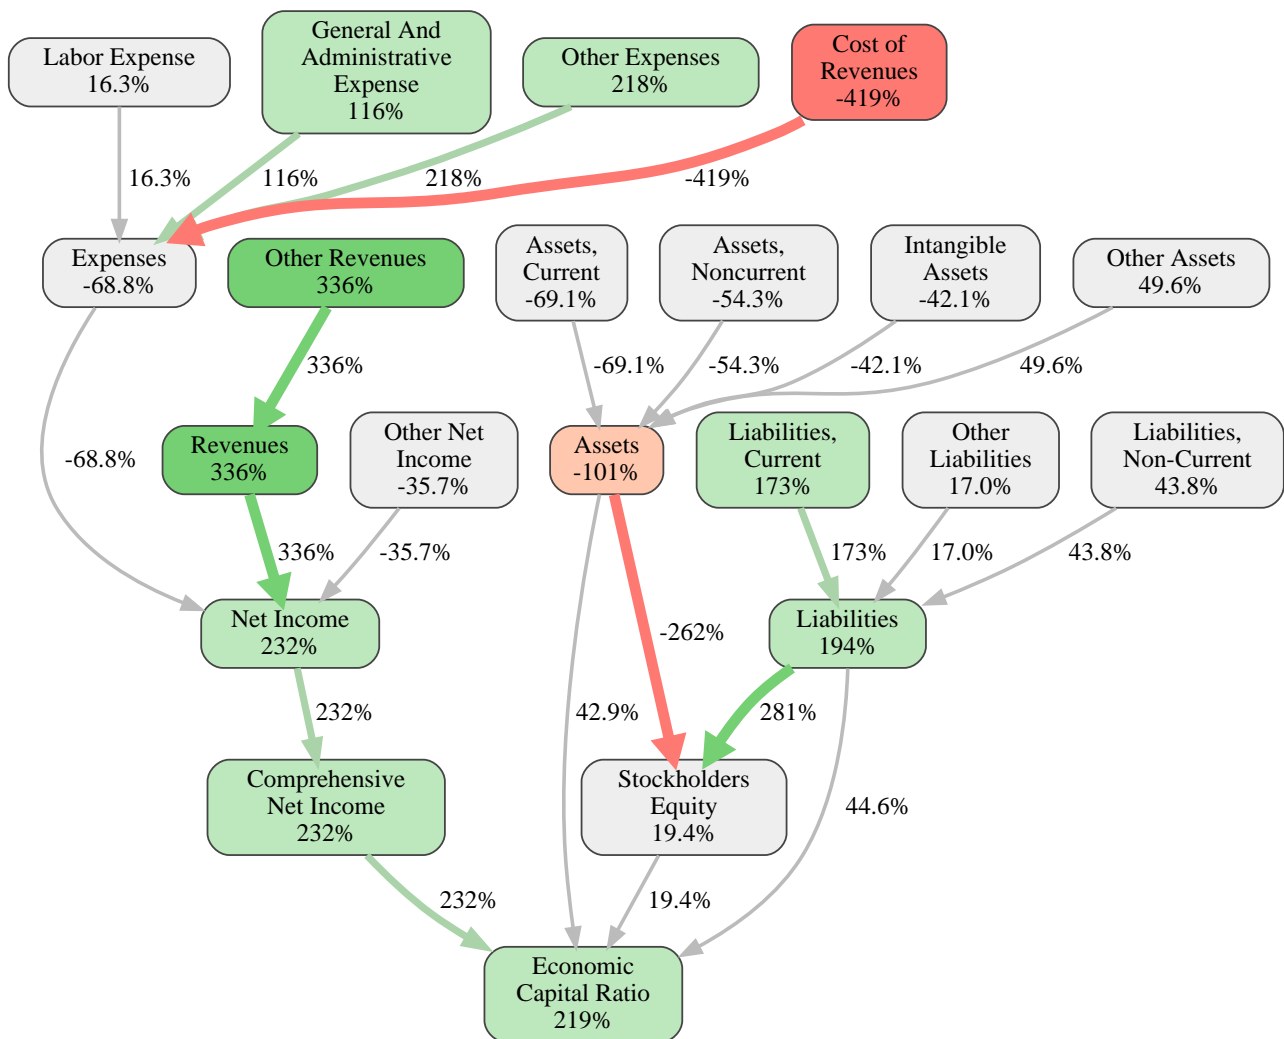 Labor Expense
16.3%
General And
Administrative
Expense
116%
Other Expenses
218%
Cost of
Revenues
-419%
16.3%
116%
218%
-419%
Expenses
-68.8%
Other Revenues
336%
Assets,
Current
-69.1%
Assets,
Noncurrent
-54.3%
Intangible
Assets
-42.1%
Other Assets
49.6%
336%
-69.1%
-54.3%
-42.1%
49.6%
-68.8%
Revenues
336%
Other Net
Income
-35.7%
Assets
-101%
Liabilities,
Current
173%
Other
Liabilities
17.0%
Liabilities,
Non-Current
43.8%
336%
-35.7%
173%
17.0%
43.8%
Net Income
232%
-262%
Liabilities
194%
232%
42.9%
281%
Comprehensive
Net Income
232%
Stockholders
Equity
19.4%
44.6%
232%
19.4%
Economic
Capital Ratio
219%